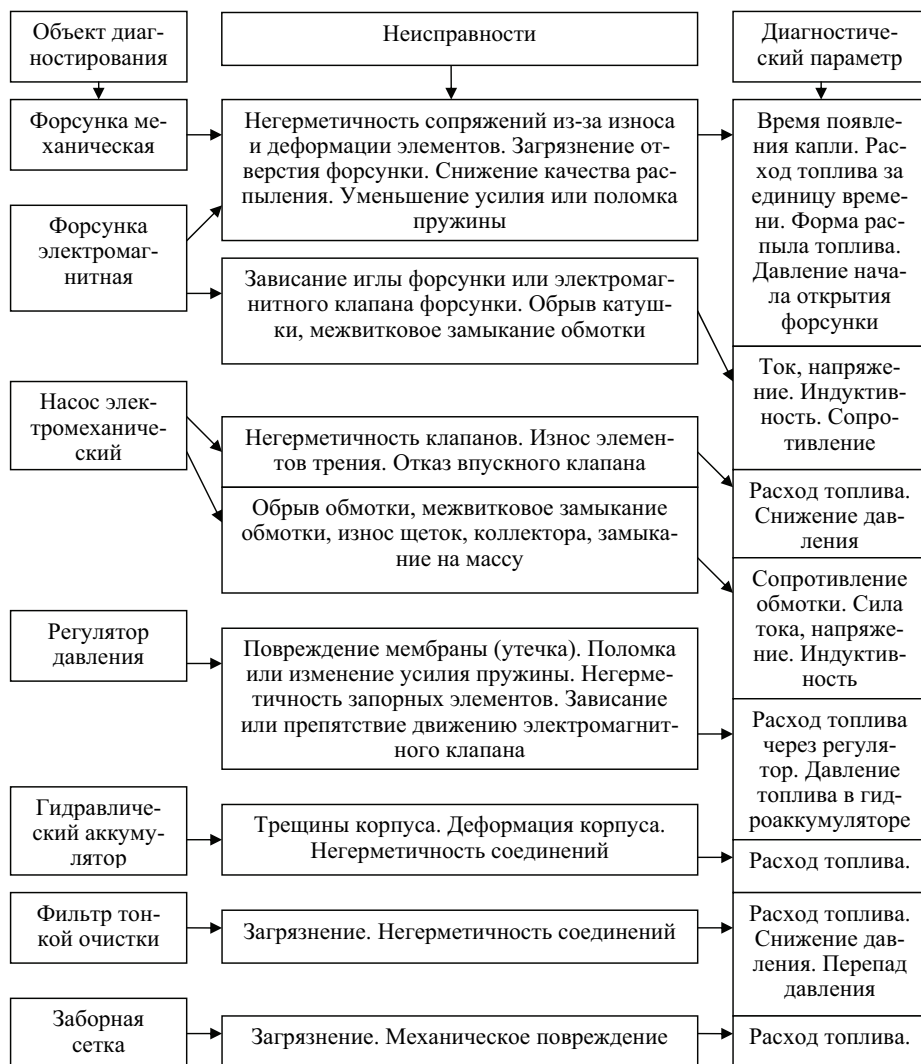 Объект диаг-
ностирования
Неисправности
Диагностиче-
ский параметр
Форсунка ме-
ханическая
Негерметичность сопряжений из-за износа
и деформации элементов. Загрязнение от-
верстия форсунки. Снижение качества рас-
пыления. Уменьшение усилия или поломка
пружины
Время появле-
ния капли. Рас-
ход топлива за
единицу време-
ни. Форма рас-
пыла топлива.
Давление нача-
ла открытия
форсунки
Форсунка
электромаг-
нитная
Зависание иглы форсунки или электромаг-
нитного клапана форсунки. Обрыв катуш-
ки, межвитковое замыкание обмотки
Ток, напряже-
ние. Индуктив-
ность. Сопро-
тивление
Насос элек-
тромеханиче-
ский
Негерметичность клапанов. Износ элемен-
тов трения. Отказ впускного клапана
Расход топлива.
Снижение дав-
ления
Обрыв обмотки, межвитковое замыкание
обмотки, износ щеток, коллектора, замыка-
ние на массу
Сопротивление
обмотки. Сила
тока, напряже-
ние. Индуктив-
ность
Регулятор
давления
Повреждение мембраны (утечка). Поломка
или изменение усилия пружины. Негерме-
тичность запорных элементов. Зависание
или препятствие движению электромагнит-
ного клапана
Расход топлива
через регуля-
тор. Давление
топлива в гид-
роаккумуляторе
Гидравличе-
ский аккуму-
лятор
Трещины корпуса. Деформация корпуса.
Негерметичность соединений
Расход топлива.
Фильтр тон-
кой очистки
Загрязнение. Негерметичность соединений
Расход топлива.
Снижение дав-
ления. Перепад
давления
Заборная
сетка
Загрязнение. Механическое повреждение
Расход топлива.